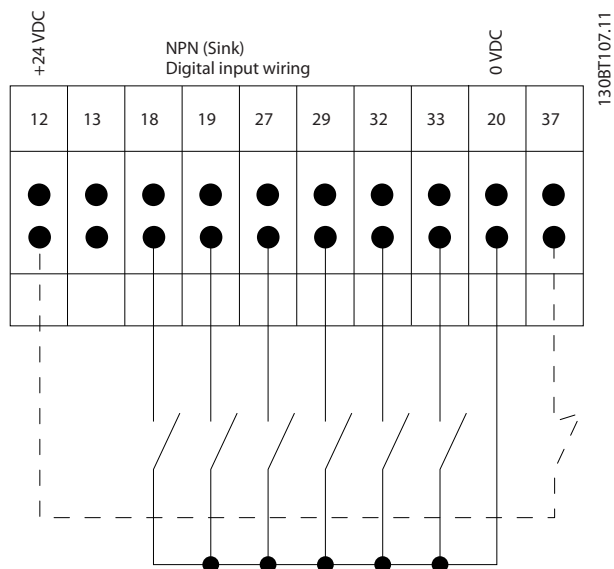 +24 VDC
NPN (Sink)
Digital input wiring
0 VDC
130BT107.11
12 13 18 19 27 29 32 33 20 37